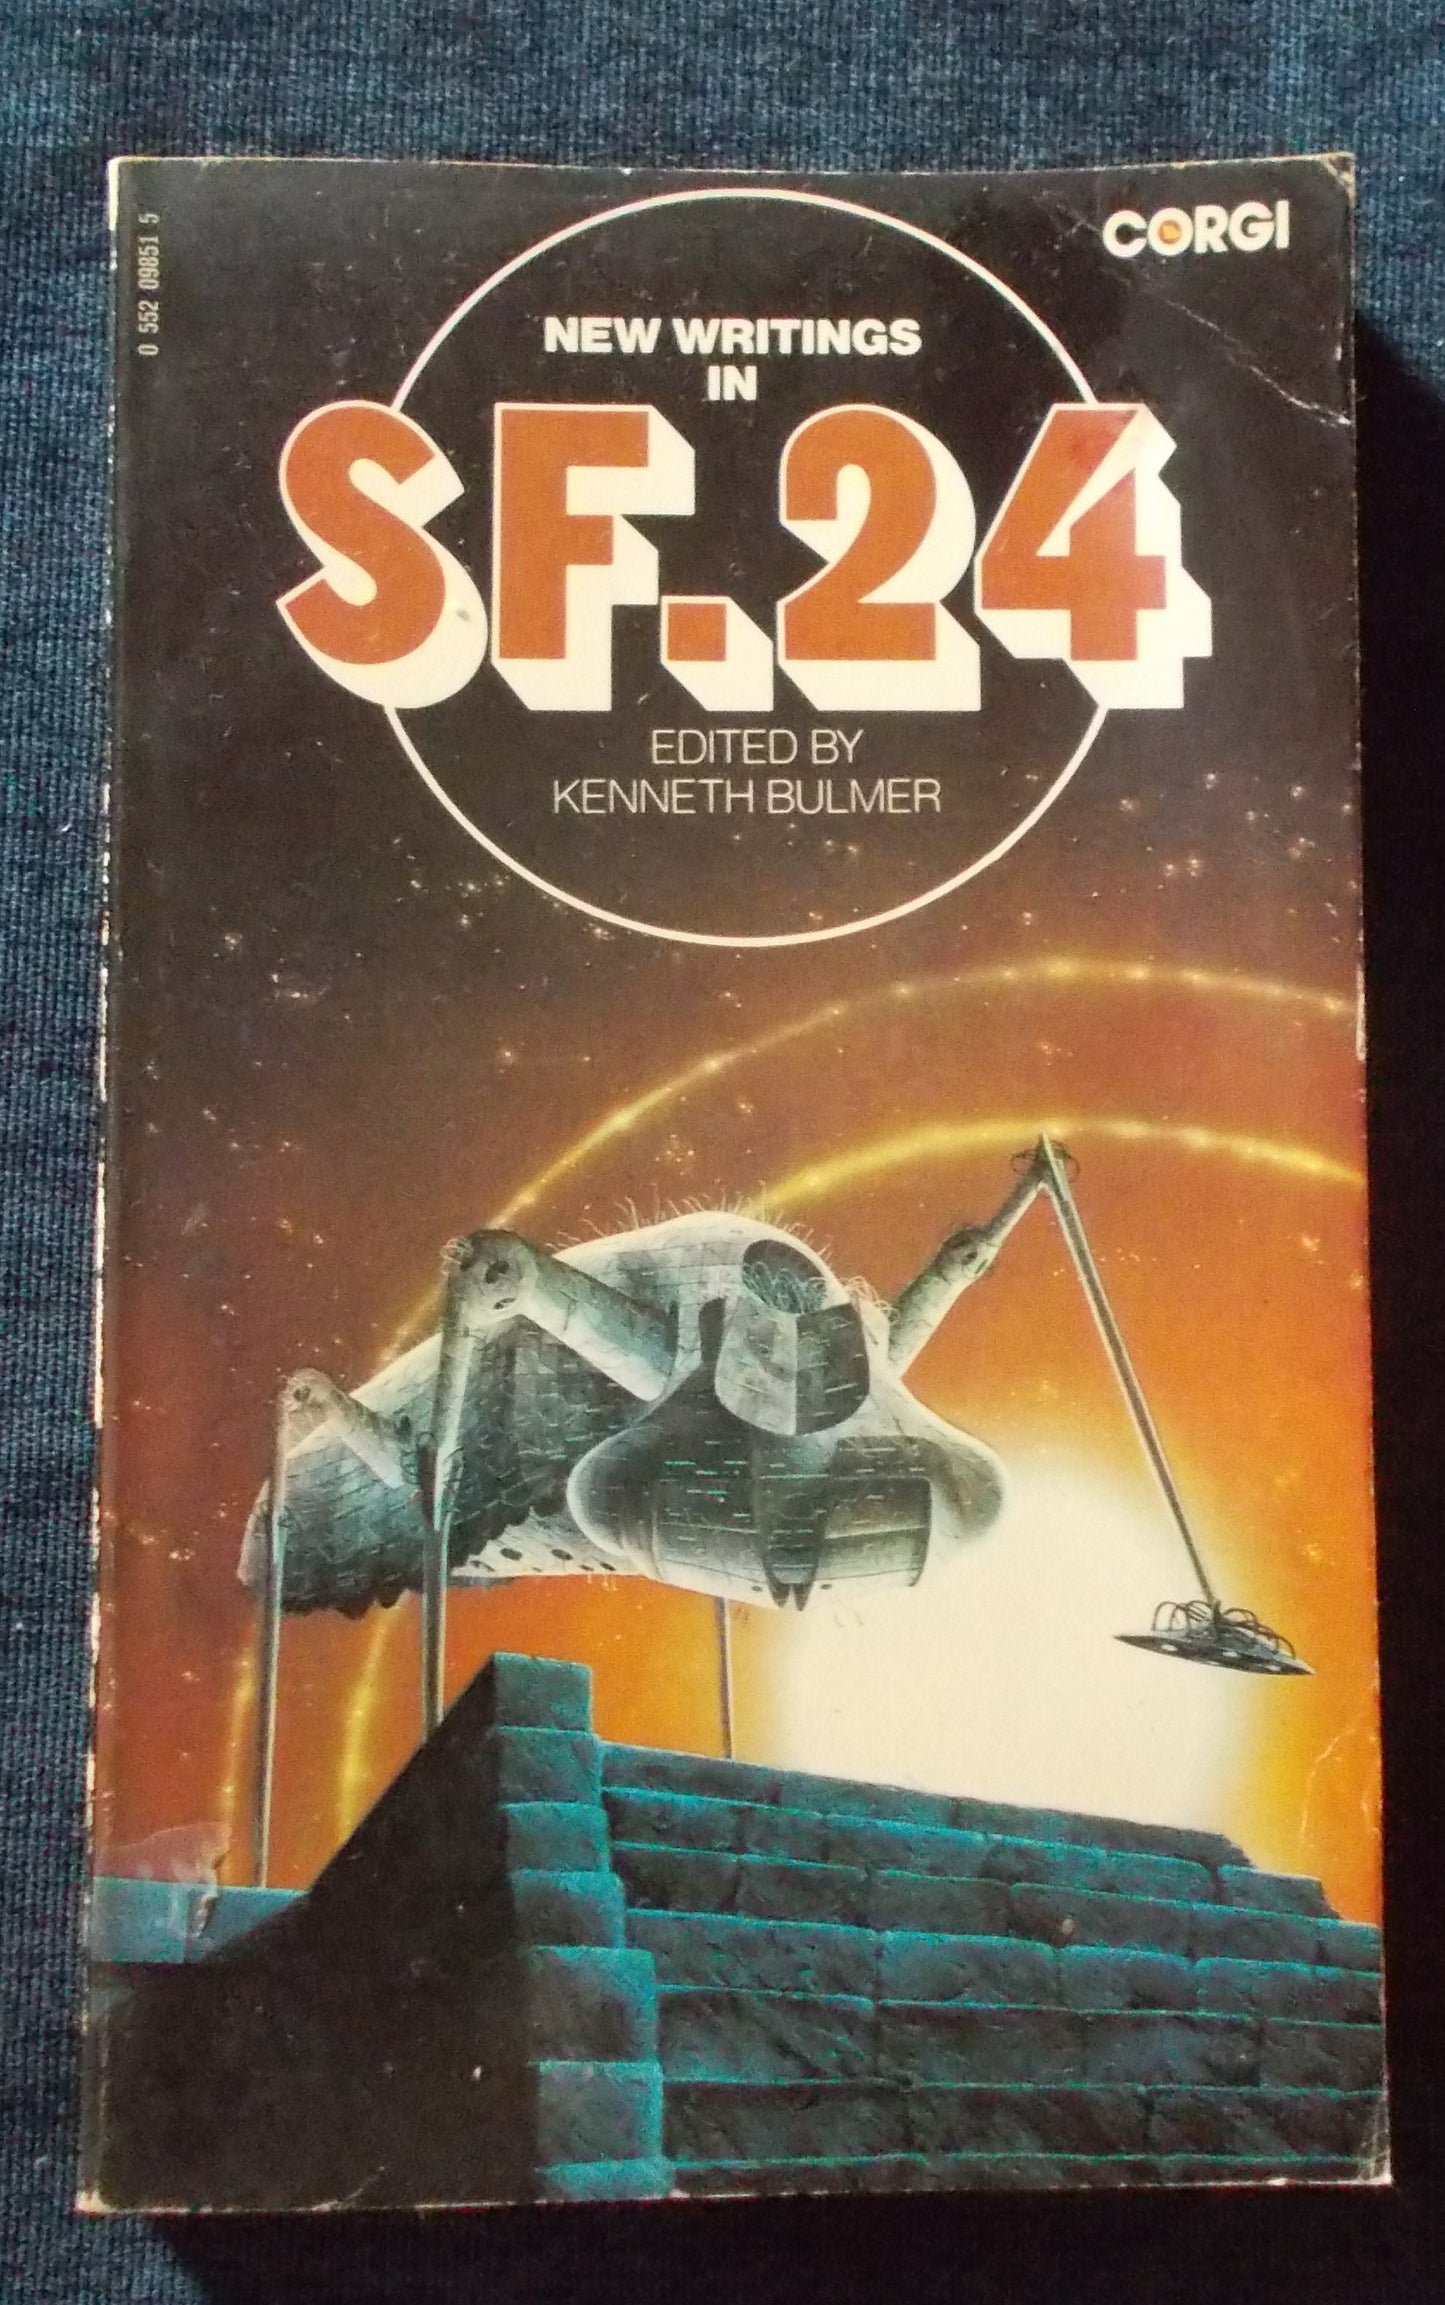 0 552 09851 5
CORGI
NEW WRITINGS
IN
SF.24
EDITED BY
KENNETH BULMER